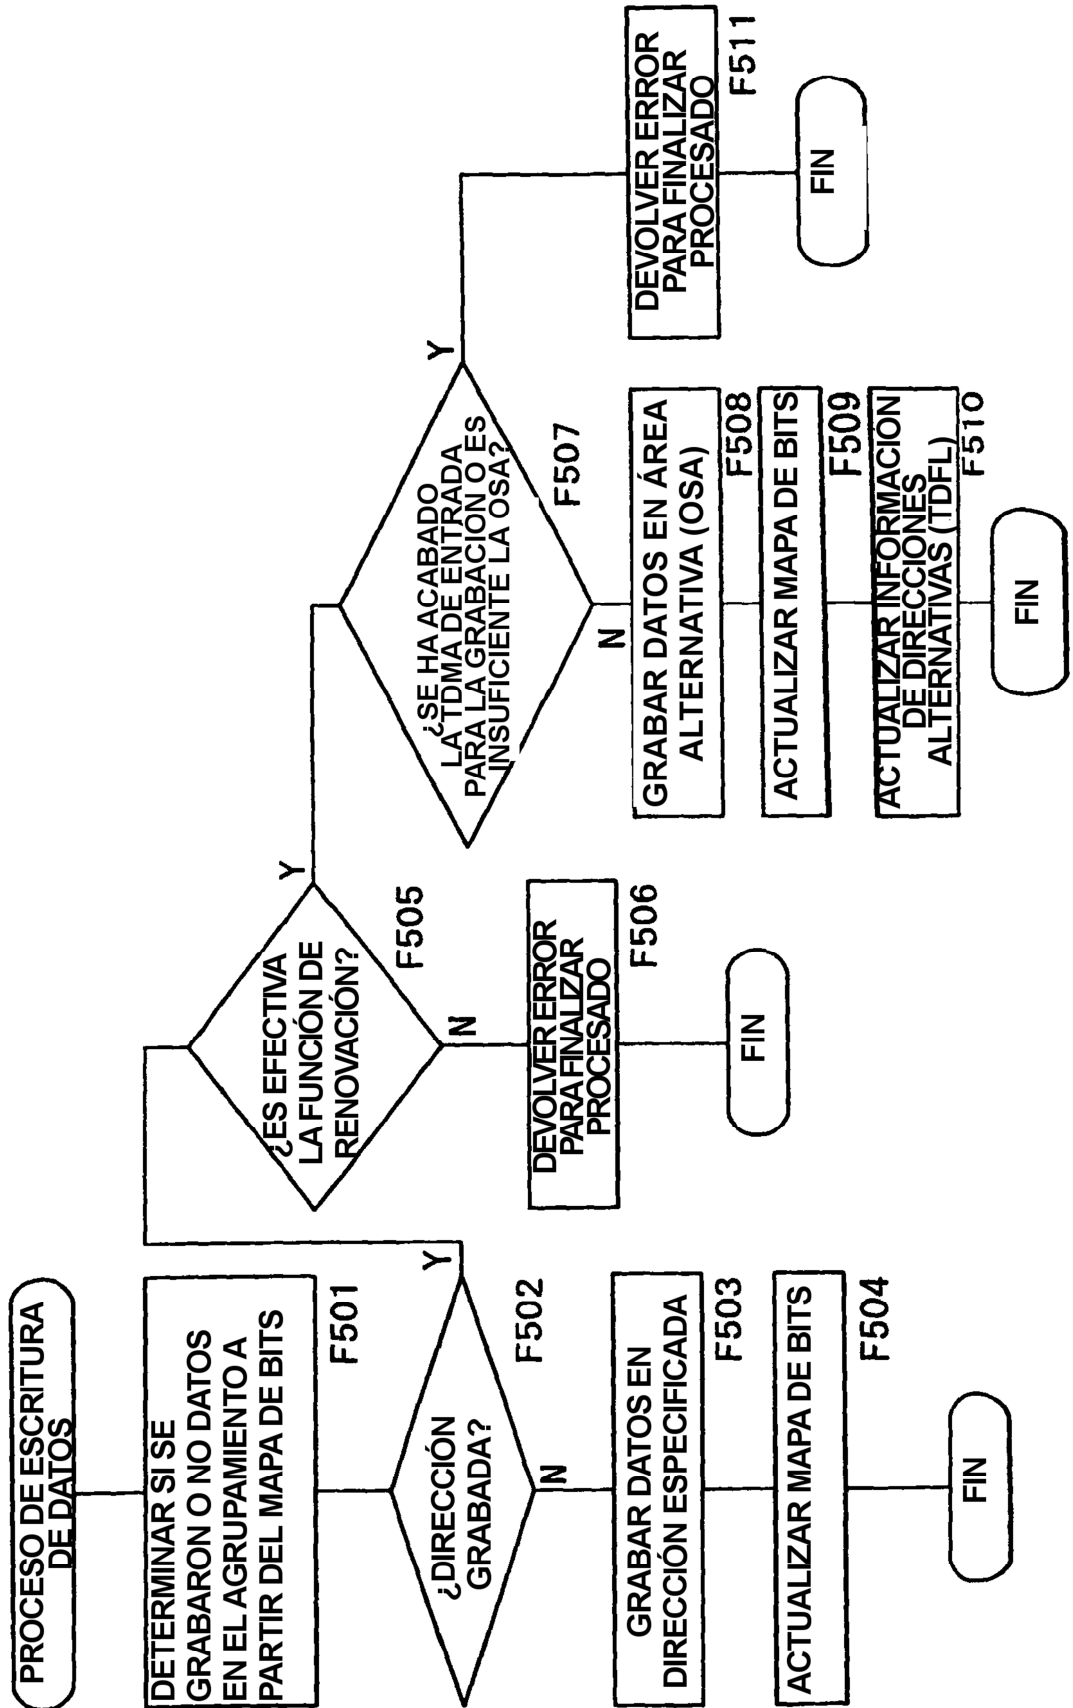 PROCESO DE ESCRITURA
DE DATOS
DETERMINAR SI SE
GRABARON O NO DATOS
EN EL AGRUPAMIENTO A
PARTIR DEL MAPA DE BITS
F501
¿DIRECCIÓN
GRABADA?
Y
F502
N
GRABAR DATOS EN
DIRECCIÓN ESPECIFICADA
F503
ACTUALIZAR MAPA DE BITS
F504
FIN
¿ES EFECTIVA
LA FUNCIÓN DE
RENOVACIÓN?
Y
F505
N
DEVOLVER ERROR
PARA FINALIZAR
PROCESADO
F506
FIN
¿SE HA ACABADO
LA TDMA DE ENTRADA
PARA LA GRABACION O ES
INSUFICIENTE LA OSA?
Y
F507
N
GRABAR DATOS EN ÁREA
ALTERNATIVA (OSA)
F508
ACTUALIZAR MAPA DE BITS
F509
ACTUALIZAR INFORMACION
DE DIRECCIONES
ALTERNATIVAS (TDFL)
F510
FIN
DEVOLVER ERROR
PARA FINALIZAR
PROCESADO
F511
FIN